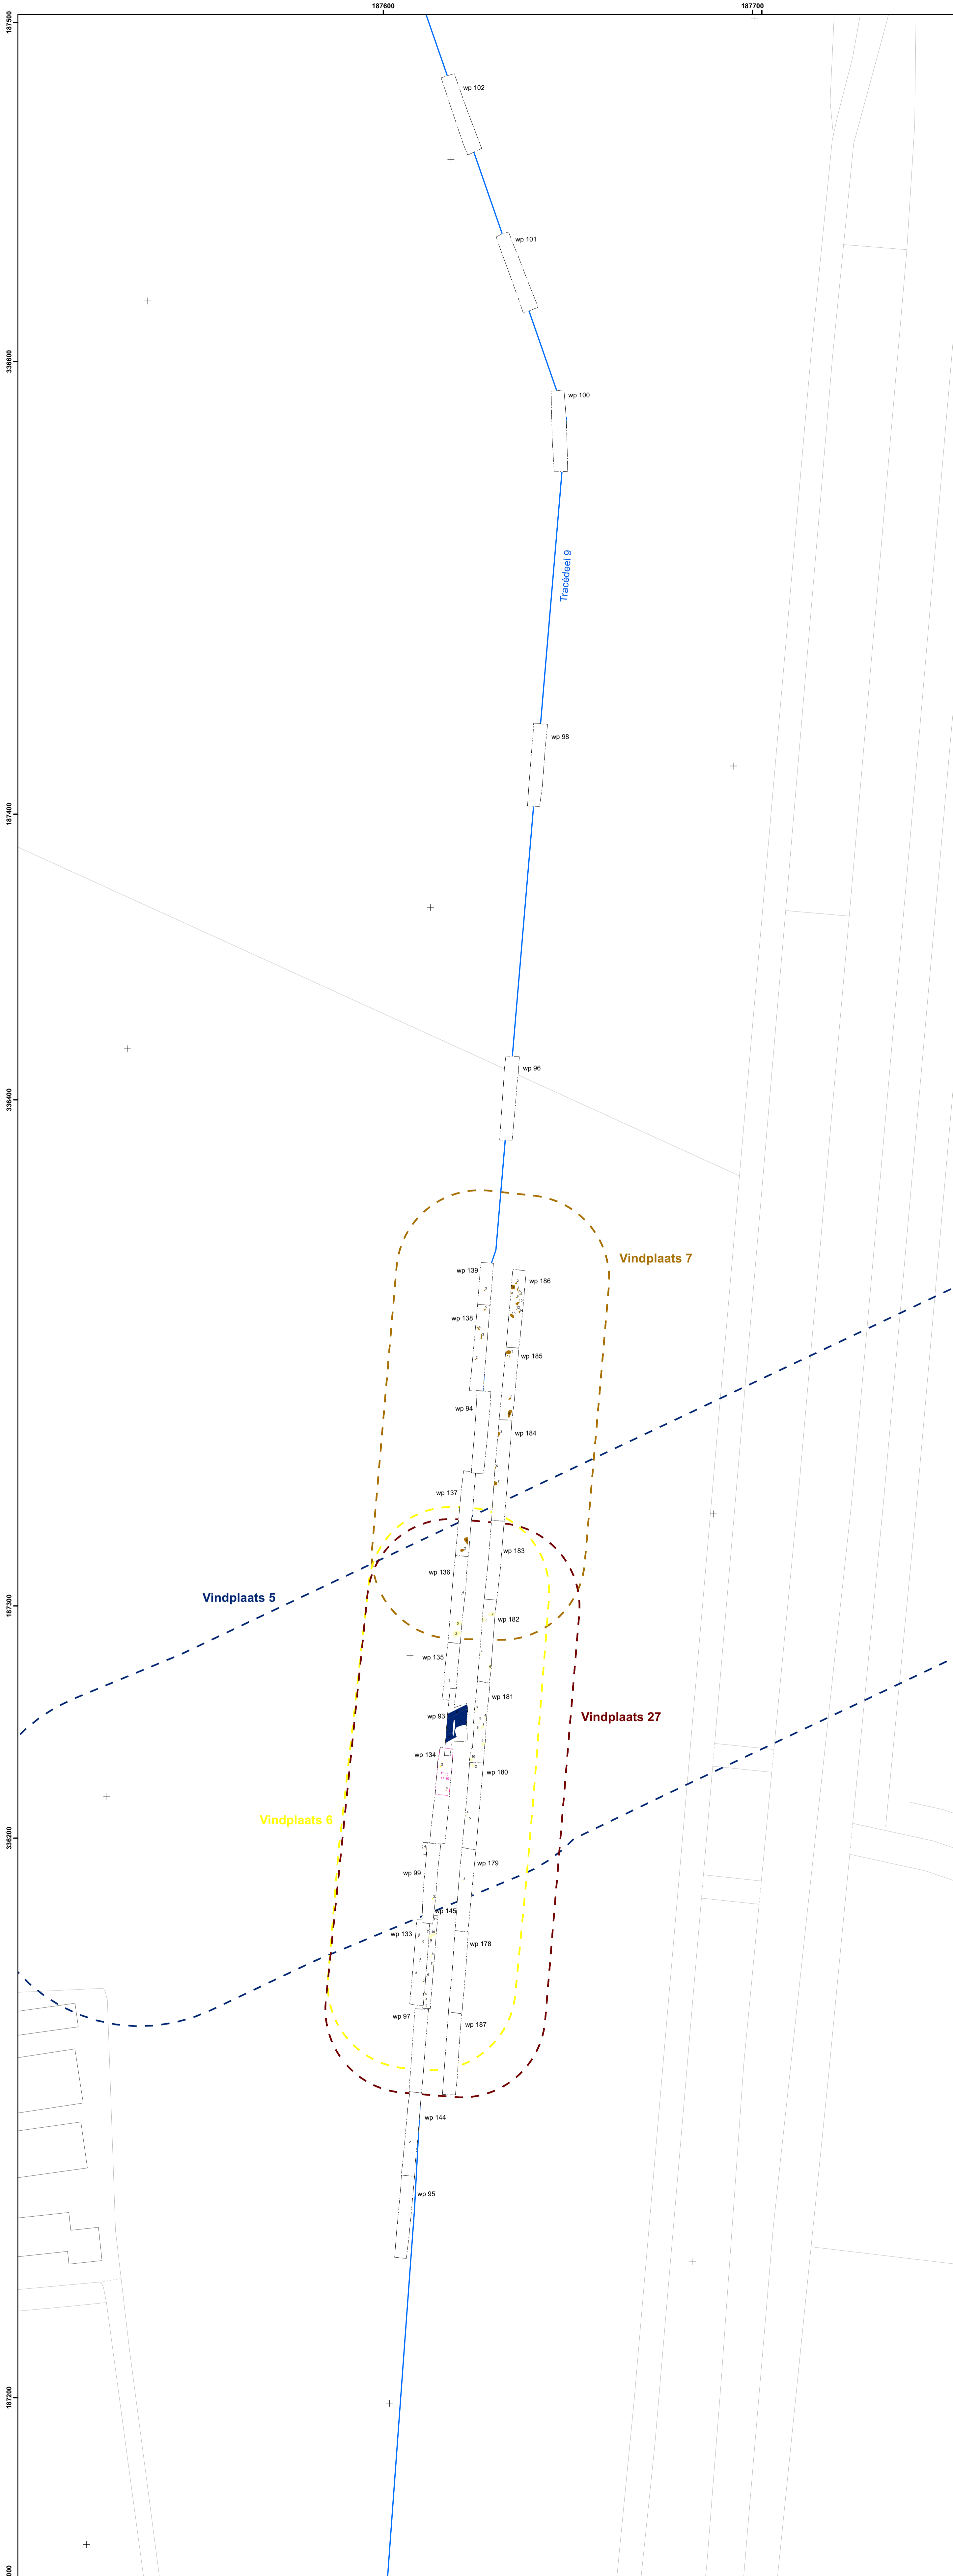 187600
187700
187500
wp 102
wp 101
336600
wp 100
Tracédeel 9
wp 98
187400
wp 96
336400
Vindplaats 7
wp 139
wp 186
wp 138
wp 185
wp 94
wp 184
wp 137
wp 183
wp 136
Vindplaats 5
187300
wp 182
wp 135
wp 181
wp 93
Vindplaats 27
wp 134
wp 180
Vindplaats 6
336200
wp 179
wp 99
wp 145
wp 133
wp 178
wp 97
wp 187
wp 144
wp 95
187200